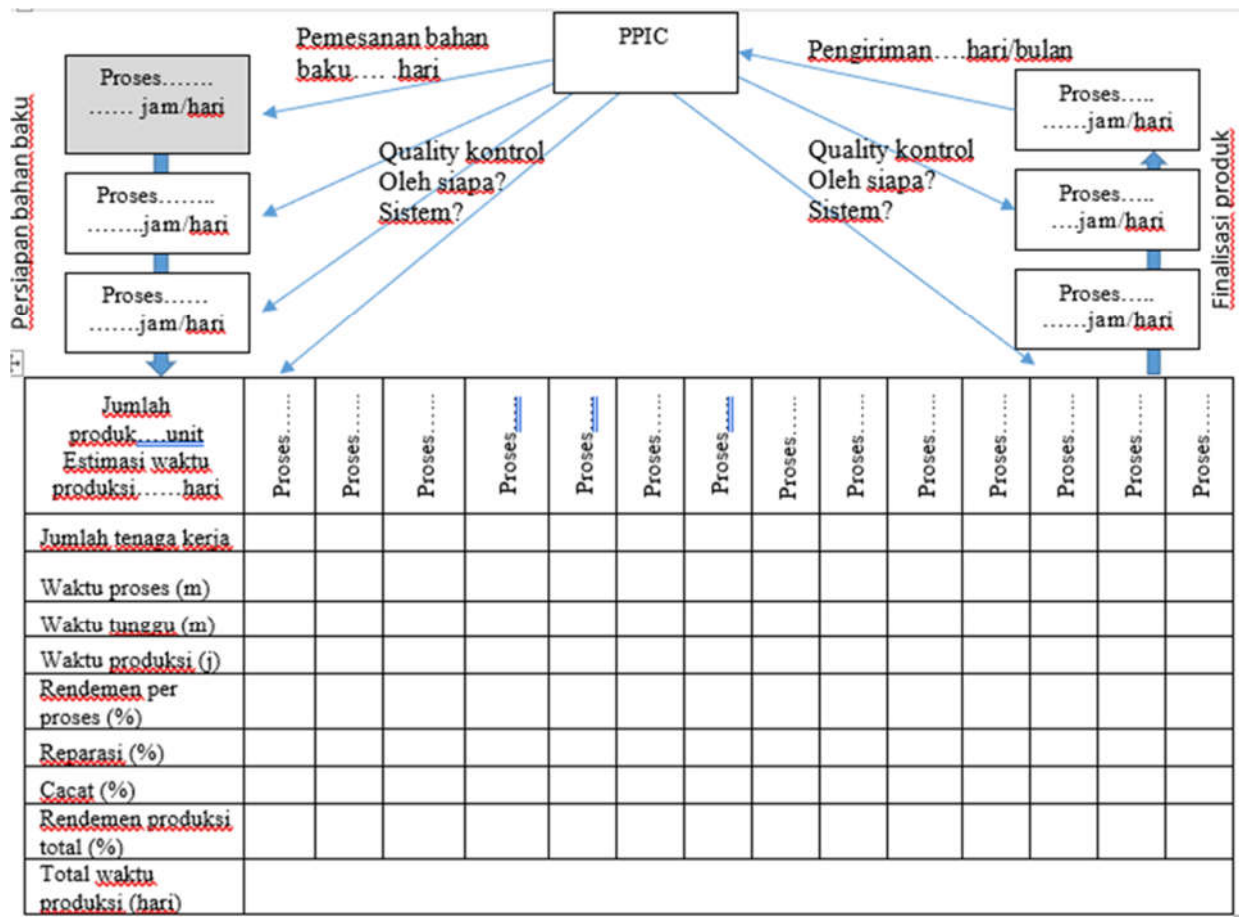 PPIC
Pemesanan bahan
baku…..…hari
Pengiriman….hari/bulan
Persiapan bahan baku
Proses…….
…… jam/hari
Proses……..
…….jam/hari
Proses……
…….jam/hari
Quality kontrol
Oleh siapa?
Sistem?
Quality kontrol
Oleh siapa?
Sistem?
Proses…..
……jam/hari
Proses…..
….jam/hari
Proses…..
……jam/hari
Finalisasi produk
Jumlah
produk….unit
Estimasi waktu
produksi……hari
Proses……
Proses……
Proses……
Proses…..
Proses…..
Proses……
Proses…..
Proses……
Proses……
Proses……
Proses……
Proses……
Proses……
Proses……
Jumlah tenaga kerja
Waktu proses (m)
Waktu tunggu (m)
Waktu produksi (j)
Rendemen per
proses (%)
Reparasi (%)
Cacat (%)
Rendemen produksi
total (%)
Total waktu
produksi (hari)